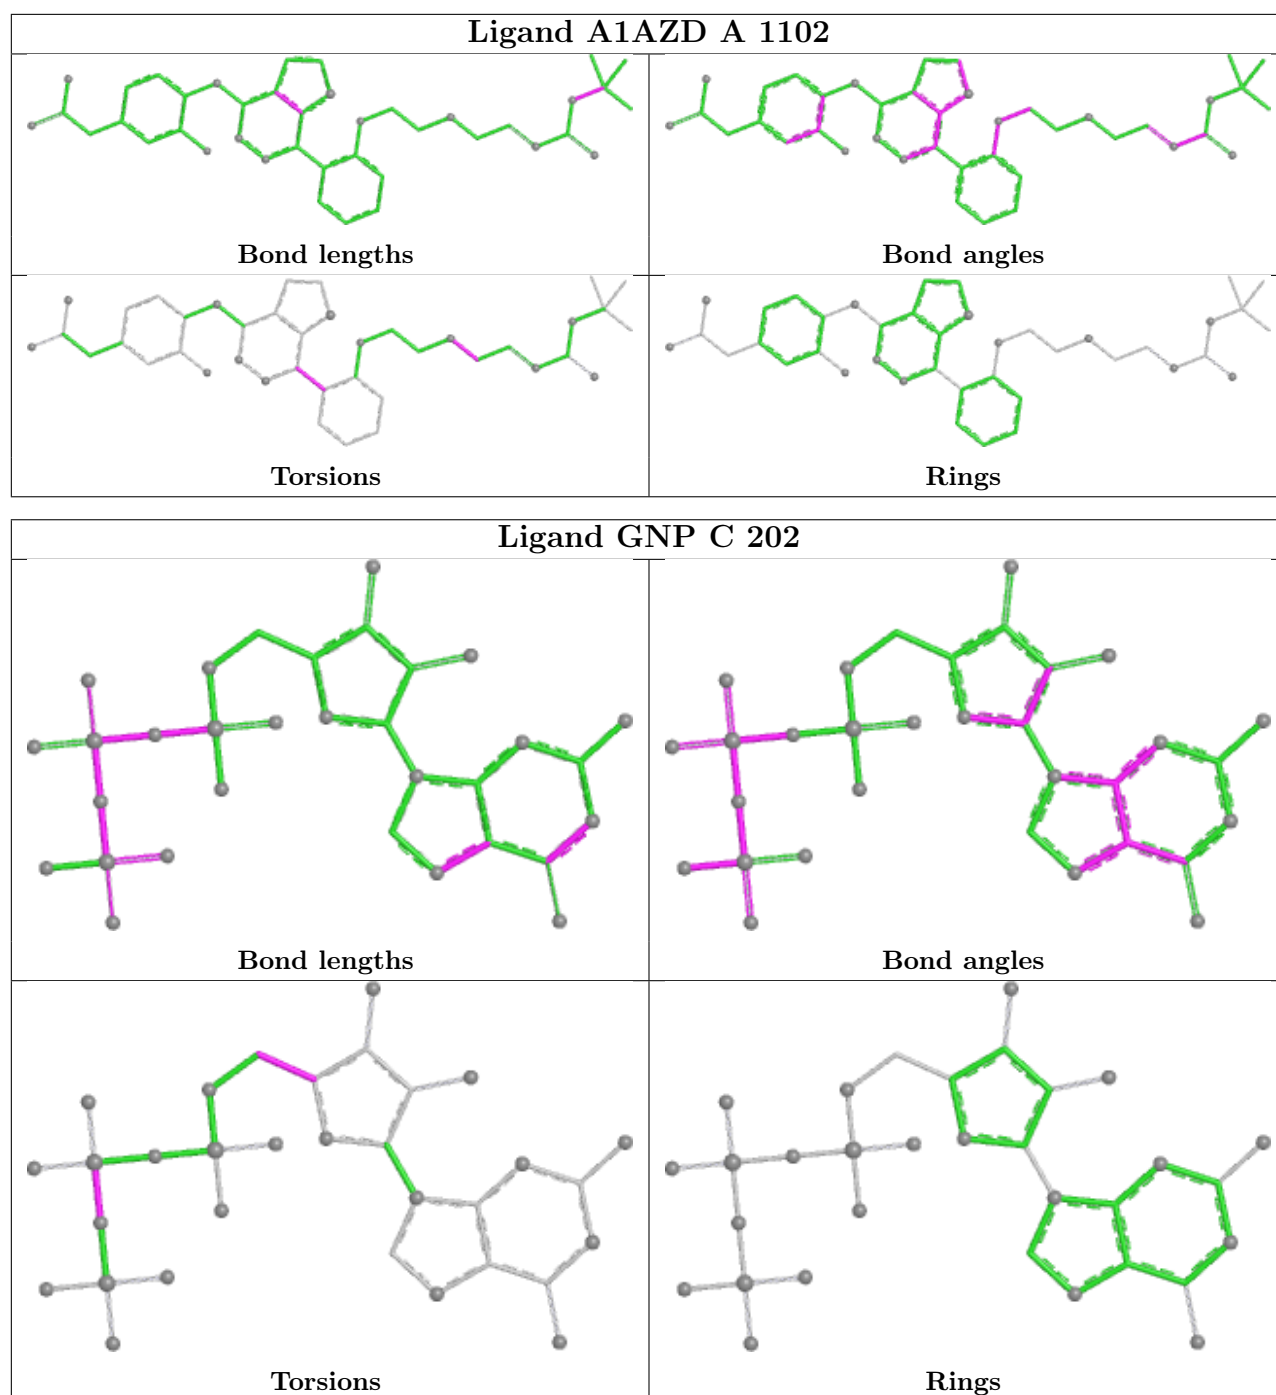 Ligand A1AZD A 1102
Bond lengths
Bond angles
Torsions
Rings
Ligand GNP C 202
Bond lengths
Bond angles
Torsions
Rings